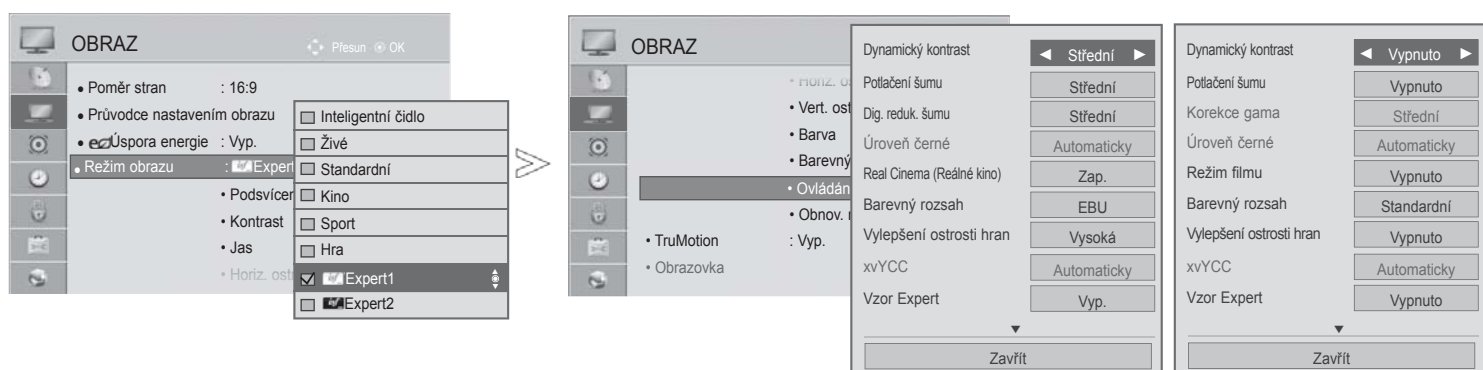 OBRAZ
Přesun OK
• Poměr stran : 16:9
• Průvodce nastavením obrazu
• eco Úspora energie : Vyp.
• Režim obrazu : Expert
• Podsvícen
• Kontrast
• Jas
• Horiz. ost
Inteligentní čidlo
Živé
Standardní
Kino
Sport
Hra
Expert1
Expert2
OBRAZ
• Horiz. os
• Vert. ost
• Barva
• Barevný
• Ovládán
• Obnov.
• TruMotion : Vyp.
• Obrazovka
Dynamický kontrast ◄ Střední ►
Potlačení šumu Střední
Dig. reduk. šumu Střední
Úroveň černé Automaticky
Real Cinema (Reálné kino) Zap.
Barevný rozsah EBU
Vylepšení ostrosti hran Vysoká
xvYCC Automaticky
Vzor Expert Vyp.
▼
Zavřít
Dynamický kontrast ◄ Vypnuto ►
Potlačení šumu Vypnuto
Korekce gama Střední
Úroveň černé Automaticky
Režim filmu Vypnuto
Barevný rozsah Standardní
Vylepšení ostrosti hran Vypnuto
xvYCC Automaticky
Vzor Expert Vypnuto
▼
Zavřít